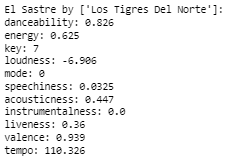 El Sastre by ['Los Tigres Del Norte']:
danceability: 0.826
energy: 0.625
key: 7
loudness: -6.906
mode: 0
speechiness: 0.0325
acousticness: 0.447
instrumentalness: 0.0
liveness: 0.36
valence: 0.939
tempo: 110.326